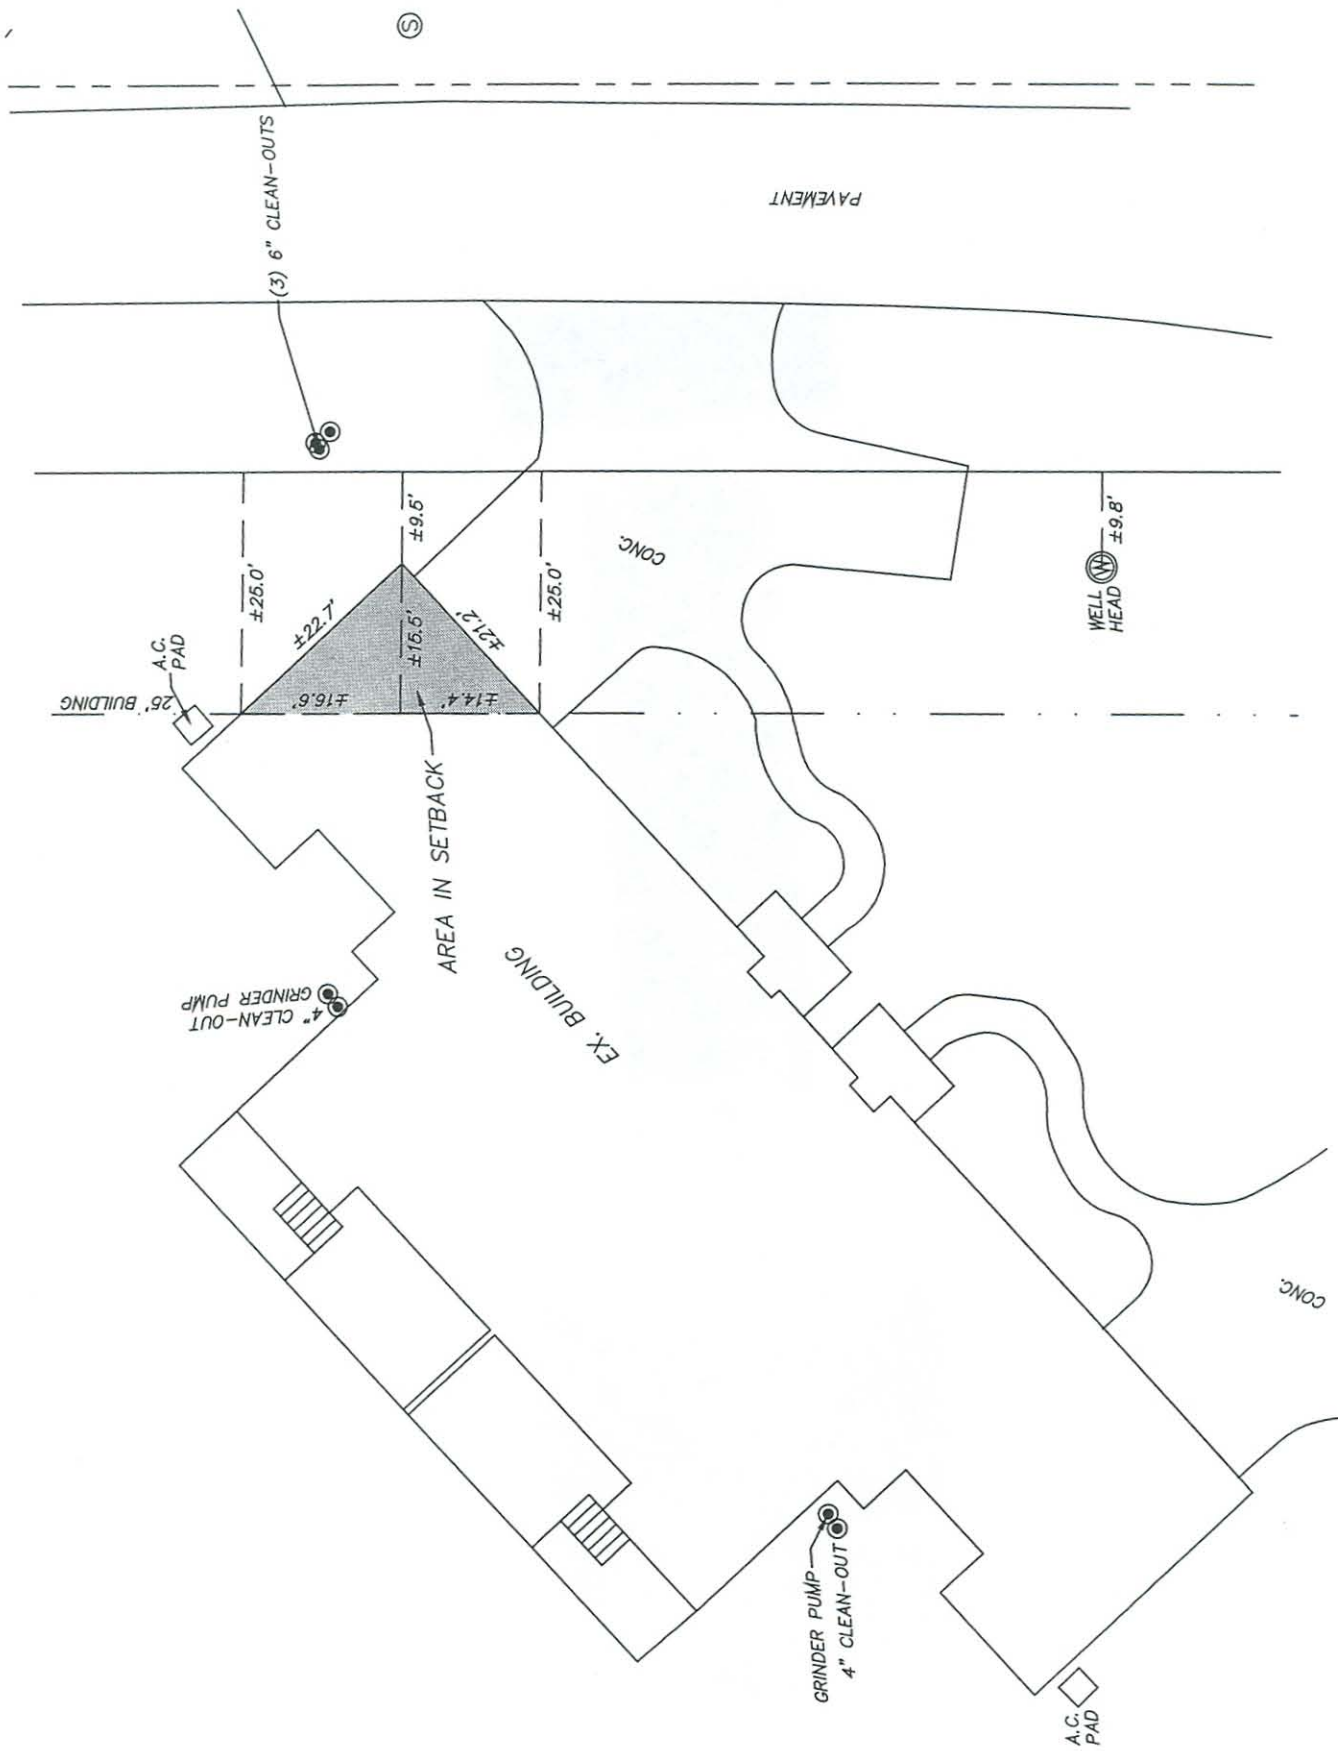 S
(3) 6" CLEAN-OUTS
PAVEMENT
±25.0'
±9.5'
±25.0'
±22.7'
±15.5'
±21.2'
±16.6'
±14.4'
A.C.
PAD
25' BUILDING
CONC.
WELL
HEAD
W
±9.8'
AREA IN SETBACK
EX. BUILDING
4" CLEAN-OUT
GRINDER PUMP
CONC.
GRINDER PUMP
4" CLEAN-OUT
A.C.
PAD